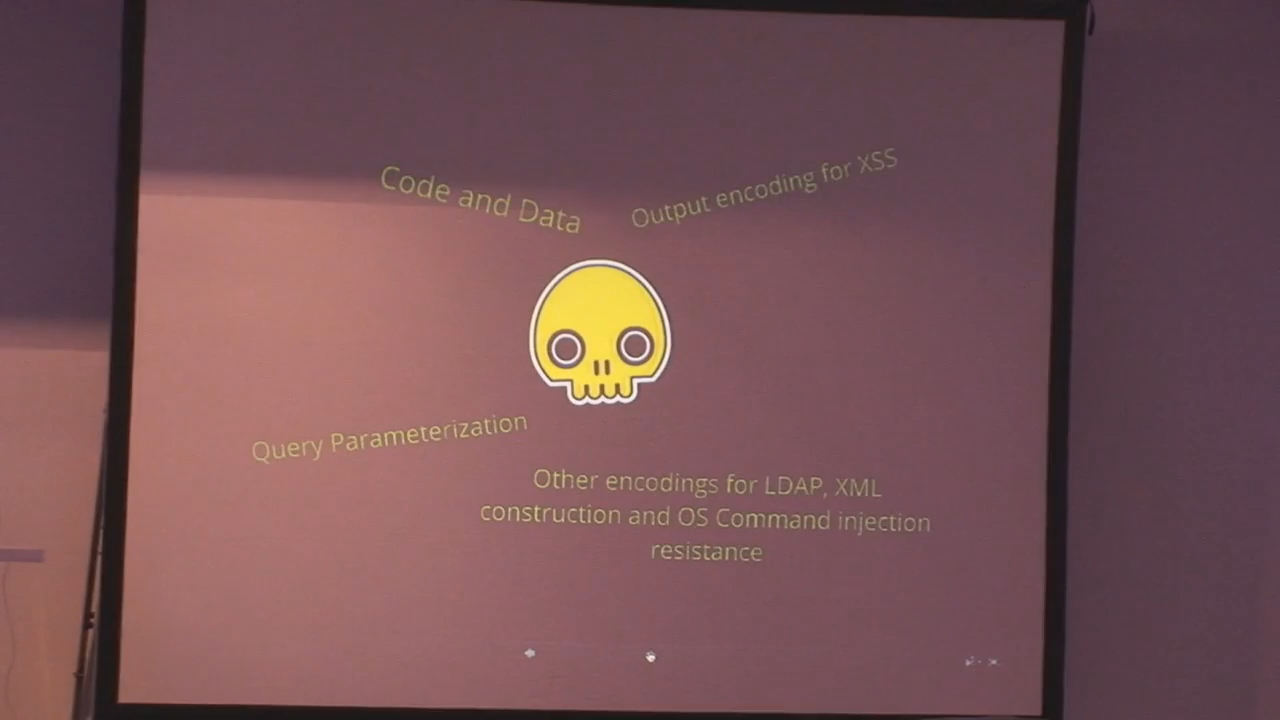 Code and Data
Output encoding for XSS
Query Parameterization
Other encodings for LDAP, XML
construction and OS Command injection
resistance